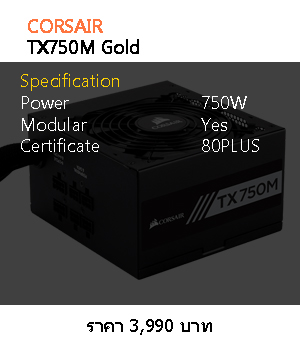 CORSAIR
TX750M Gold
Specification
Power 750W
Modular Yes
Certificate 80PLUS
CORSAIR
TX750M
ราคา 3,990 บาท